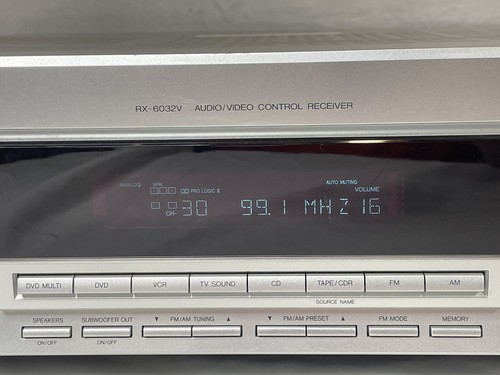 RX-6032V AUDIO/VIDEO CONTROL RECEIVER
ANALOG SPK AUTO MUTING
PRO LOGIC II VOLUME
CH- -30 99.1 MHZ 16
DVD MULTI DVD VCR TV SOUND CD TAPE/CDR FM AM
SOURCE NAME
SPEAKERS SUBWOOFER OUT ▼ FM/AM TUNING ▲ ▼ FM/AM PRESET ▲ FM MODE MEMORY
ON/OFF ON/OFF